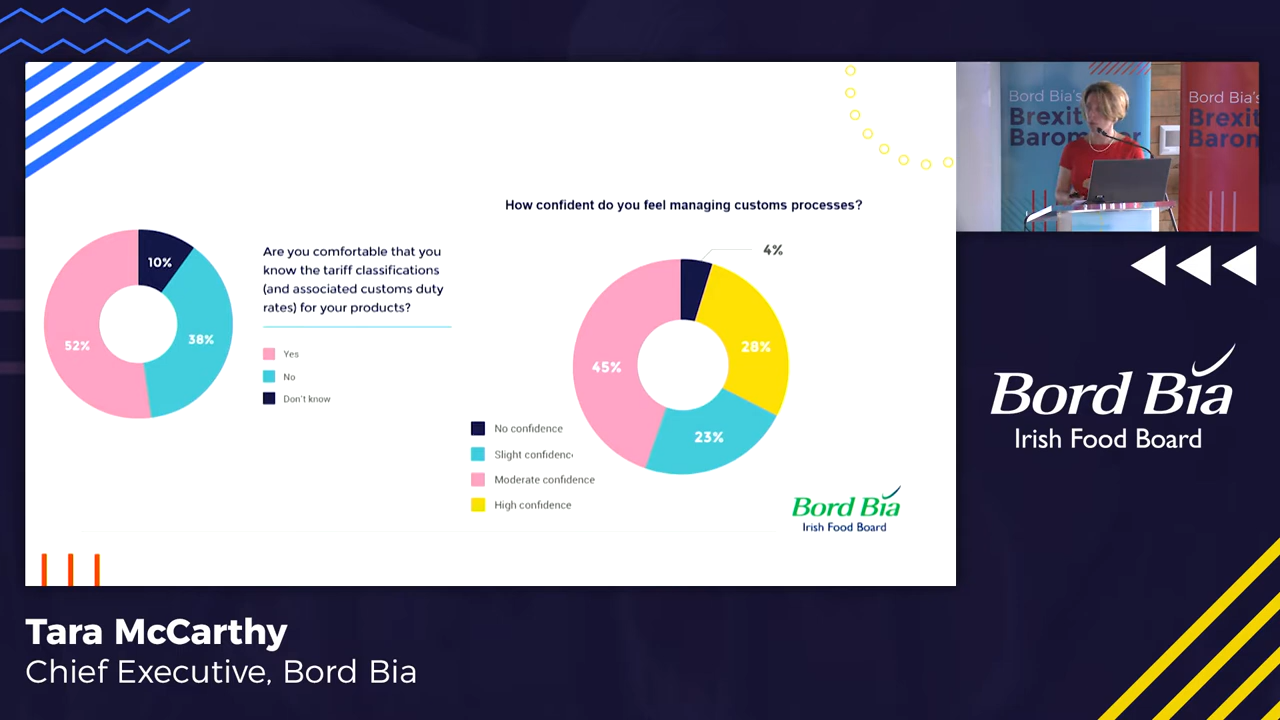 How confident do you feel managing customs processes?
Are you comfortable that you
know the tariff classifications
(and associated customs duty
rates) for your products?
10%
38%
52%
Yes
No
Don't know
4%
28%
45%
23%
No confidence
Slight confidence
Moderate confidence
High confidence
Bord Bia
Irish Food Board
Bord Bia's
Brexit
Bord Bia's
Brexit
Bord Bia
Irish Food Board
Tara McCarthy
Chief Executive, Bord Bia